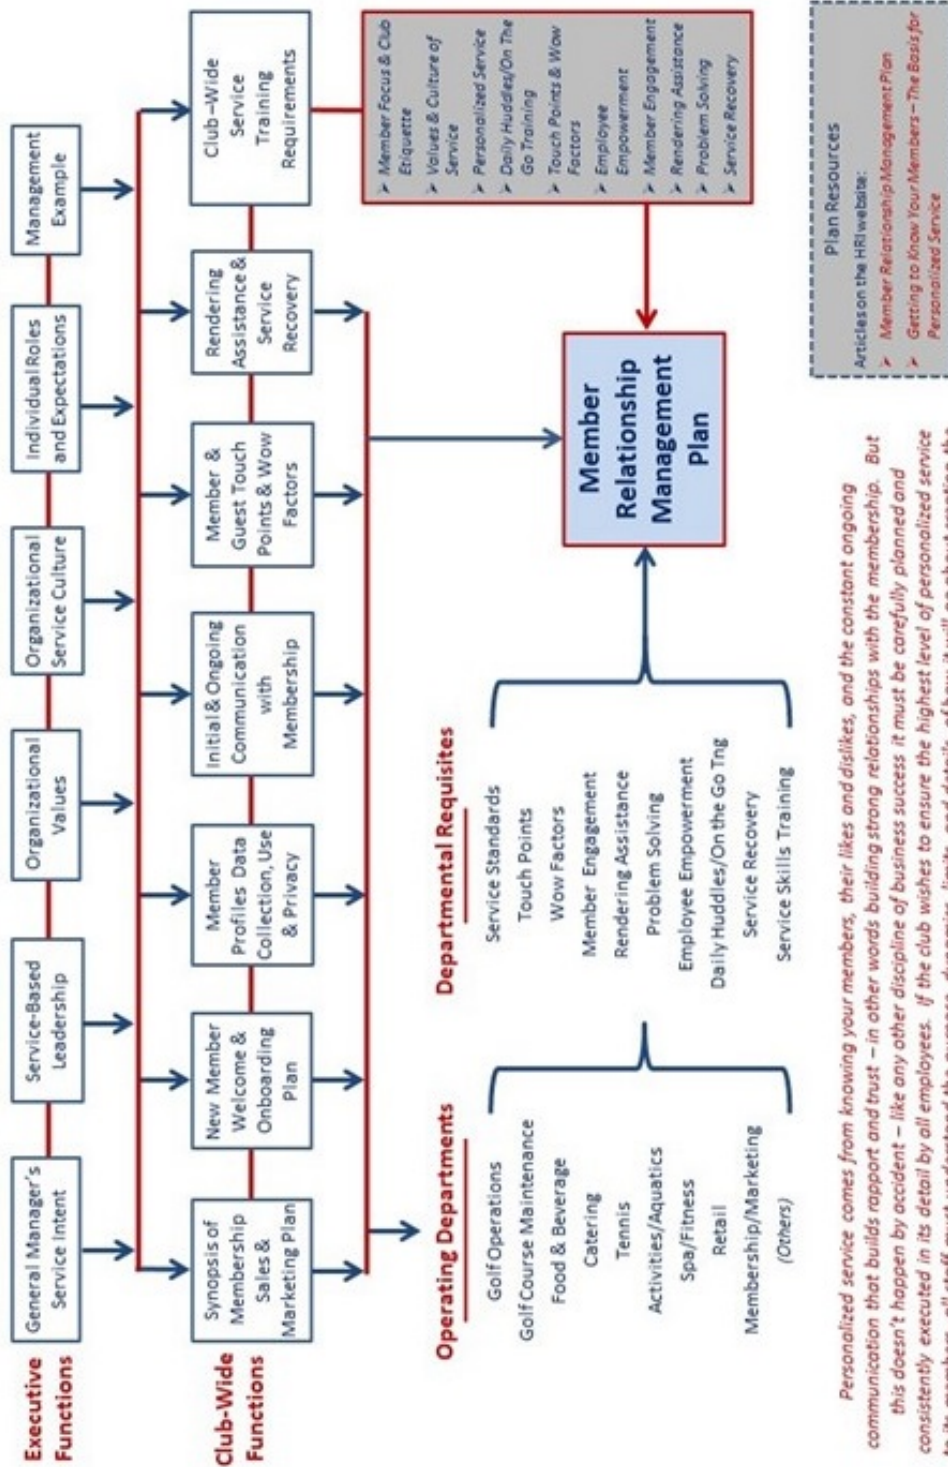 Executive
Functions
General Manager's
Service Intent
Service-Based
Leadership
Organizational
Values
Organizational
Service Culture
Individual Roles
and Expectations
Management
Example
Club-Wide
Functions
Synopsis of
Membership
Sales &
Marketing Plan
New Member
Welcome &
Onboarding
Plan
Member
Profiles Data
Collection, Use
& Privacy
Initial & Ongoing
Communication
with
Membership
Member &
Guest Touch
Points & Wow
Factors
Rendering
Assistance &
Service
Recovery
Club –Wide
Service
Training
Requirements
➢ Member Focus & Club
Etiquette
➢ Values & Culture of
Service
➢ Personalized Service
➢ Daily Huddles/On The
Go Training
➢ Touch Points & Wow
Factors
➢ Employee
Empowerment
➢ Member Engagement
➢ Rendering Assistance
➢ Problem Solving
➢ Service Recovery
Operating Departments
Golf Operations
Golf Course Maintenance
Food & Beverage
Catering
Tennis
Activities/Aquatics
Spa/Fitness
Retail
Membership/Marketing
(Others)
Departmental Requisites
Service Standards
Touch Points
Wow Factors
Member Engagement
Rendering Assistance
Problem Solving
Employee Empowerment
Daily Huddles/On the Go Tng
Service Recovery
Service Skills Training
Member
Relationship
Management
Plan
Personalized service comes from knowing your members, their likes and dislikes, and the constant ongoing
communication that builds rapport and trust – in other words building strong relationships with the membership. But
this doesn't happen by accident – like any other discipline of business success it must be carefully planned and
consistently executed in its detail by all employees. If the club wishes to ensure the highest level of personalized service
Plan Resources
Articles on the HRI website:
➢ Member Relationship Management Plan
➢ Getting to Know Your Members – The Basis for
Personalized Service